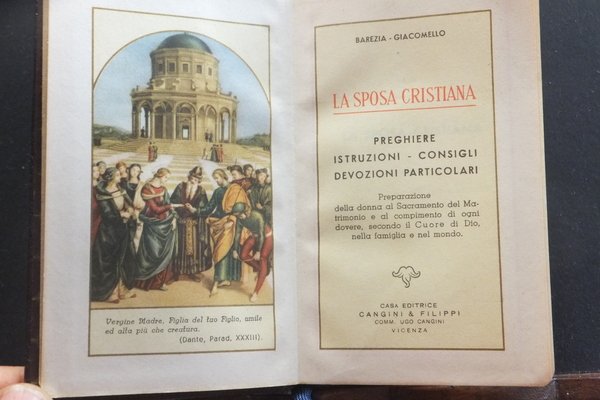 Vergine Madre, Figlia del tuo Figlio, umile
ed alta più che creatura.
(Dante, Parad, XXXIII).
BAREZIA - GIACOMELLO
LA SPOSA CRISTIANA
PREGHIERE
ISTRUZIONI - CONSIGLI
DEVOZIONI PARTICOLARI
Preparazione
della donna al Sacramento del Ma-
trimonio e al compimento di ogni
dovere, secondo il Cuore di Dio,
nella famiglia e nel mondo.
CASA EDITRICE
CANGINI & FILIPPI
COMM. UGO CANGINI
VICENZA